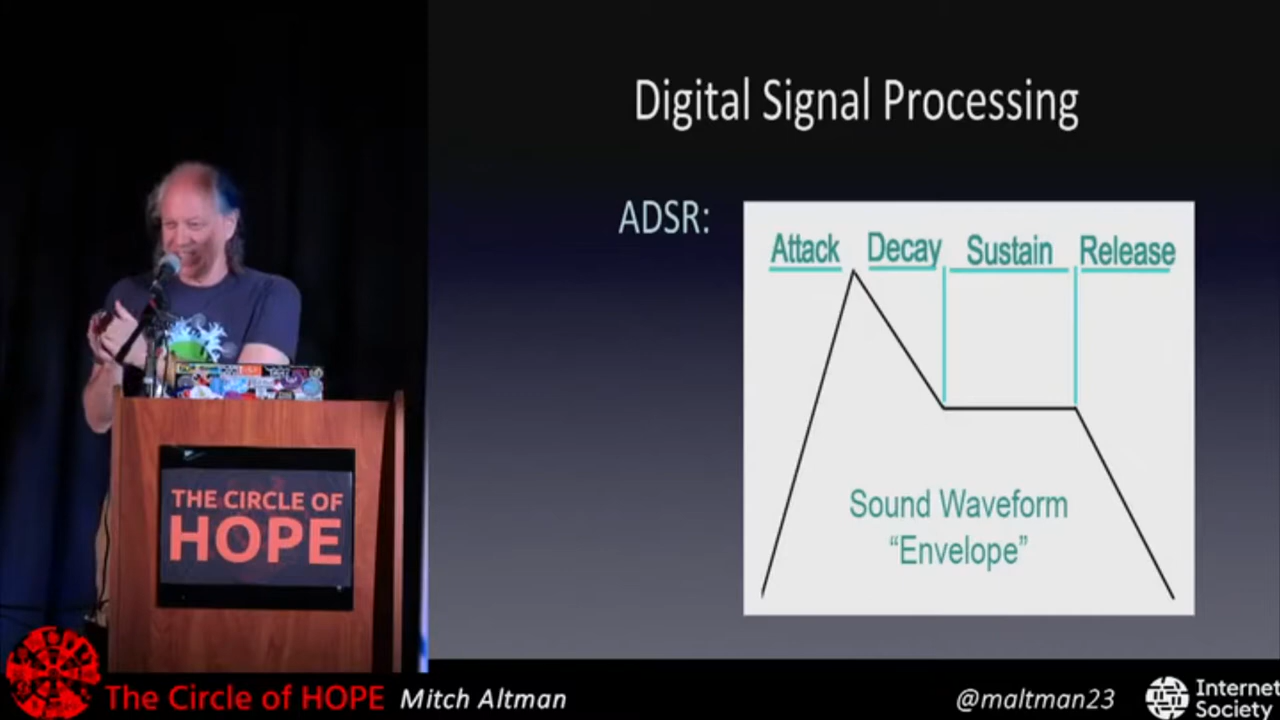 Digital Signal Processing
ADSR:
Attack Decay Sustain Release
Sound Waveform
“Envelope”
THE CIRCLE OF
HOPE
The Circle of HOPE Mitch Altman @maltman23 Internet
Society